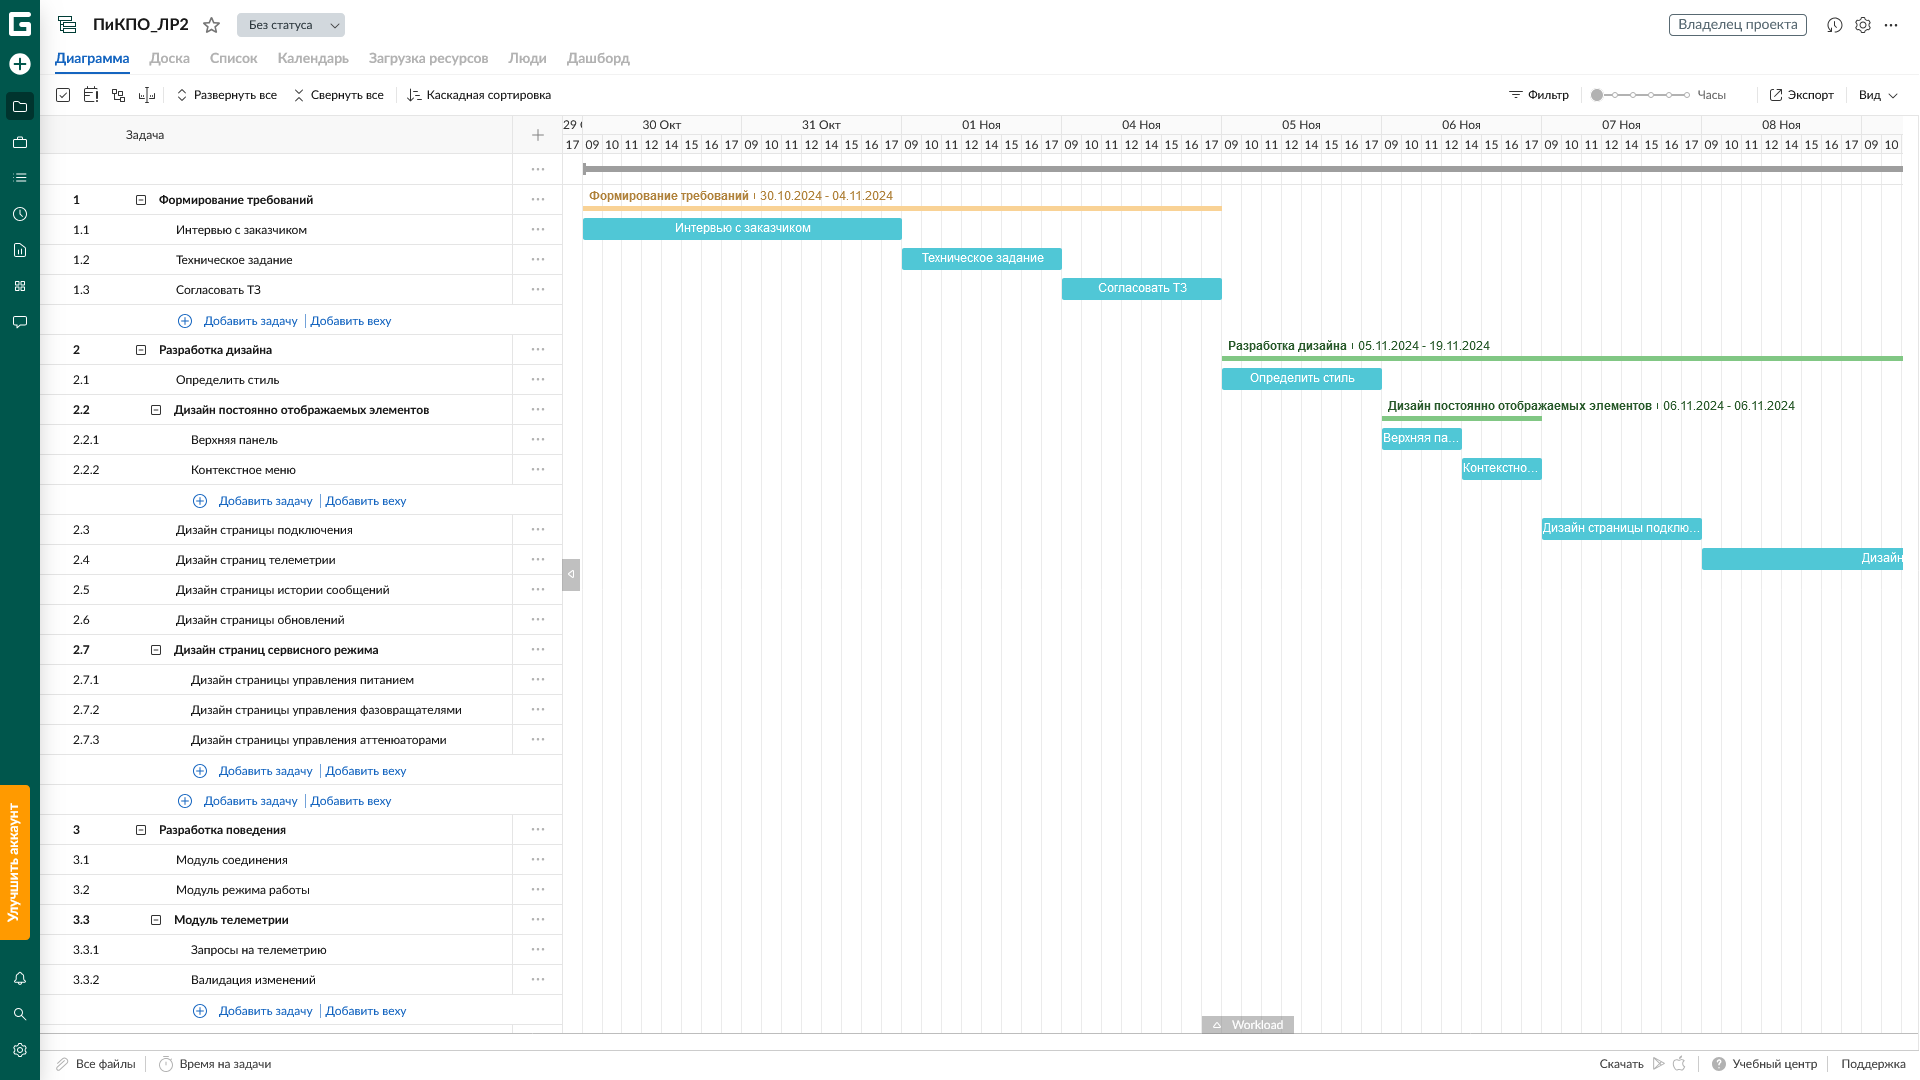 ПиКПО_ЛР2 Без статуса Владелец проекта
Диаграмма Доска Список Календарь Загрузка ресурсов Люди Дашборд
Развернуть все Свернуть все Каскадная сортировка Фильтр Часы Экспорт Вид
Задача 29 30 Окт 31 Окт 01 Ноя 04 Ноя 05 Ноя 06 Ноя 07 Ноя 08 Ноя
17 09 10 11 12 14 15 16 17 09 10 11 12 14 15 16 17 09 10 11 12 14 15 16 17 09 10 11 12 14 15 16 17 09 10 11 12 14 15 16 17 09 10 11 12 14 15 16 17 09 10 11 12 14 15 16 17 09 10 11 12 14 15 16 17 09 10
1 Формирование требований Формирование требований 30.10.2024 - 04.11.2024
1.1 Интервью с заказчиком Интервью с заказчиком
1.2 Техническое задание Техническое задание
1.3 Согласовать ТЗ Согласовать ТЗ
Добавить задачу | Добавить веху
2 Разработка дизайна Разработка дизайна 05.11.2024 - 19.11.2024
2.1 Определить стиль Определить стиль
2.2 Дизайн постоянно отображаемых элементов Дизайн постоянно отображаемых элементов 06.11.2024 - 06.11.2024
2.2.1 Верхняя панель Верхняя па...
2.2.2 Контекстное меню Контекстно...
Добавить задачу | Добавить веху
2.3 Дизайн страницы подключения Дизайн страницы подклю...
2.4 Дизайн страниц телеметрии Дизайн
2.5 Дизайн страницы истории сообщений
2.6 Дизайн страницы обновлений
2.7 Дизайн страниц сервисного режима
2.7.1 Дизайн страницы управления питанием
2.7.2 Дизайн страницы управления фазовращателями
2.7.3 Дизайн страницы управления аттенюаторами
Добавить задачу | Добавить веху
Добавить задачу | Добавить веху
3 Разработка поведения
3.1 Модуль соединения
3.2 Модуль режима работы
3.3 Модуль телеметрии
3.3.1 Запросы на телеметрию
3.3.2 Валидация изменений
Добавить задачу | Добавить веху
Улучшить аккаунт
Workload
Все файлы Время на задачи Скачать Учебный центр Поддержка